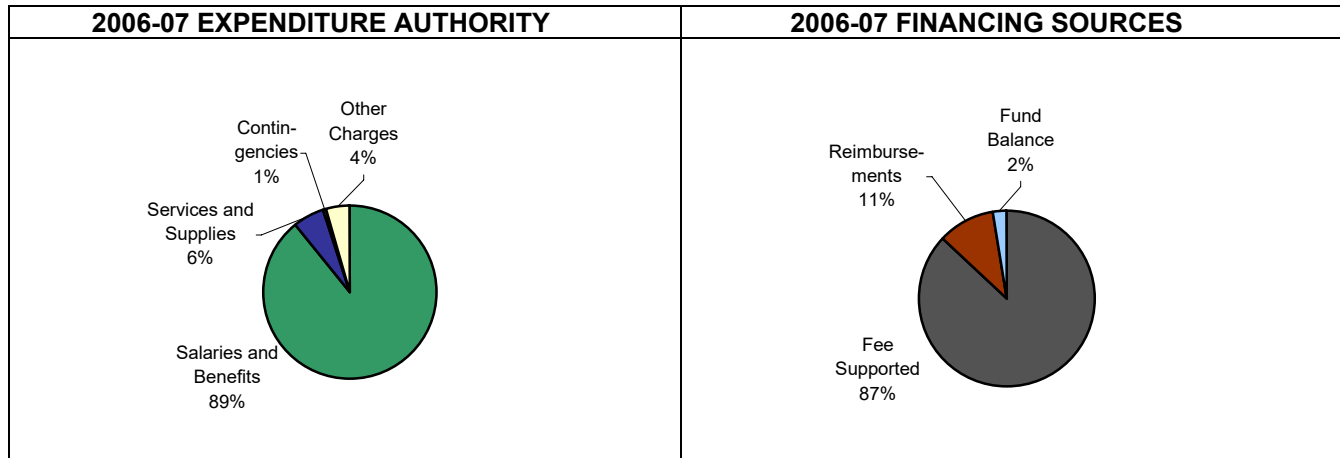 2006-07 EXPENDITURE AUTHORITY
Other
Charges
4%
Contin-
gencies
1%
Services and
Supplies
6%
Salaries and
Benefits
89%
2006-07 FINANCING SOURCES
Fund
Balance
2%
Reimburse-
ments
11%
Fee
Supported
87%